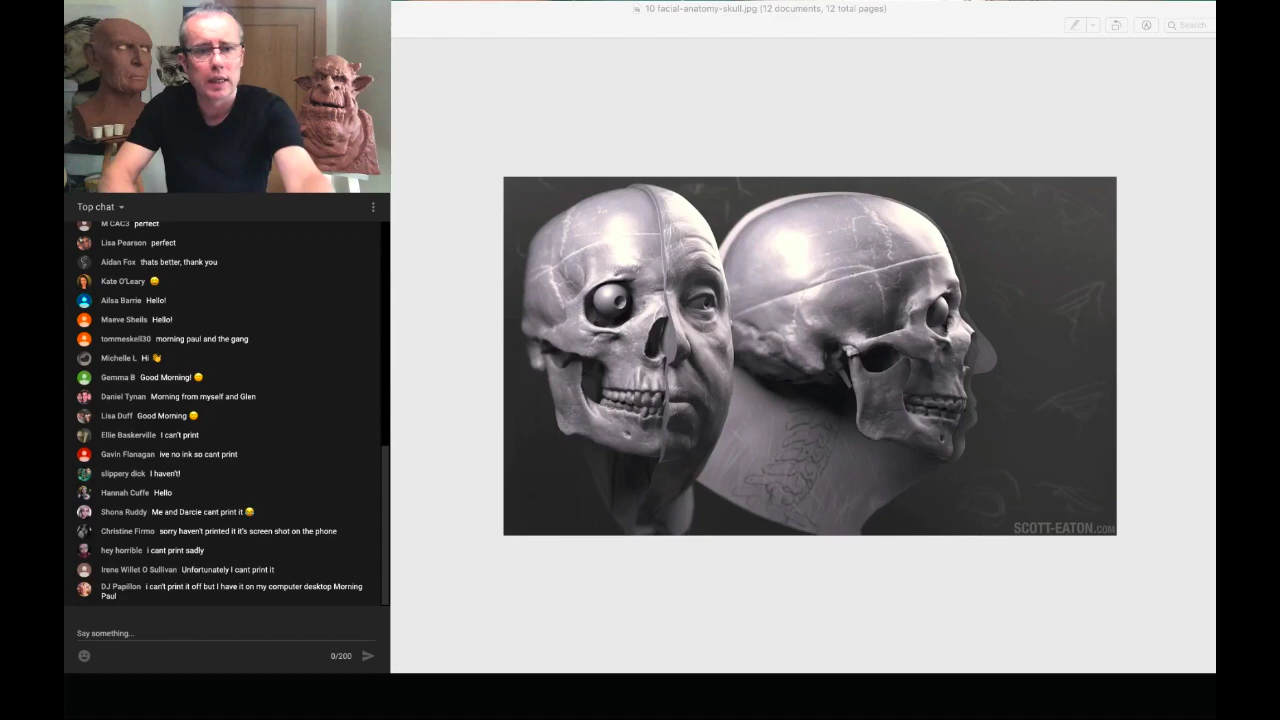 10 facial-anatomy-skull.jpg (12 documents, 12 total pages)
Search
Top chat
M CAC3 perfect
Lisa Pearson perfect
Aidan Fox thats better, thank you
Kate O'Leary 😀
Ailsa Barrie Hello!
Maeve Sheils Hello!
tommeskell30 morning paul and the gang
Michelle L Hi 👋
Gemma B Good Morning! 😊
Daniel Tynan Morning from myself and Glen
Lisa Duff Good Morning 😊
Ellie Baskerville I can't print
Gavin Flanagan ive no ink so cant print
slippery dick I haven't!
Hannah Cuffe Hello
Shona Ruddy Me and Darcie cant print it 😂
Christine Firmo sorry haven't printed it it's screen shot on the phone
hey horrible i cant print sadly
Irene Willet O Sullivan Unfortunately I cant print it
DJ Papillon i can't print it off but I have it on my computer desktop Morning
Paul
Say something...
0/200
SCOTT-EATON.COM